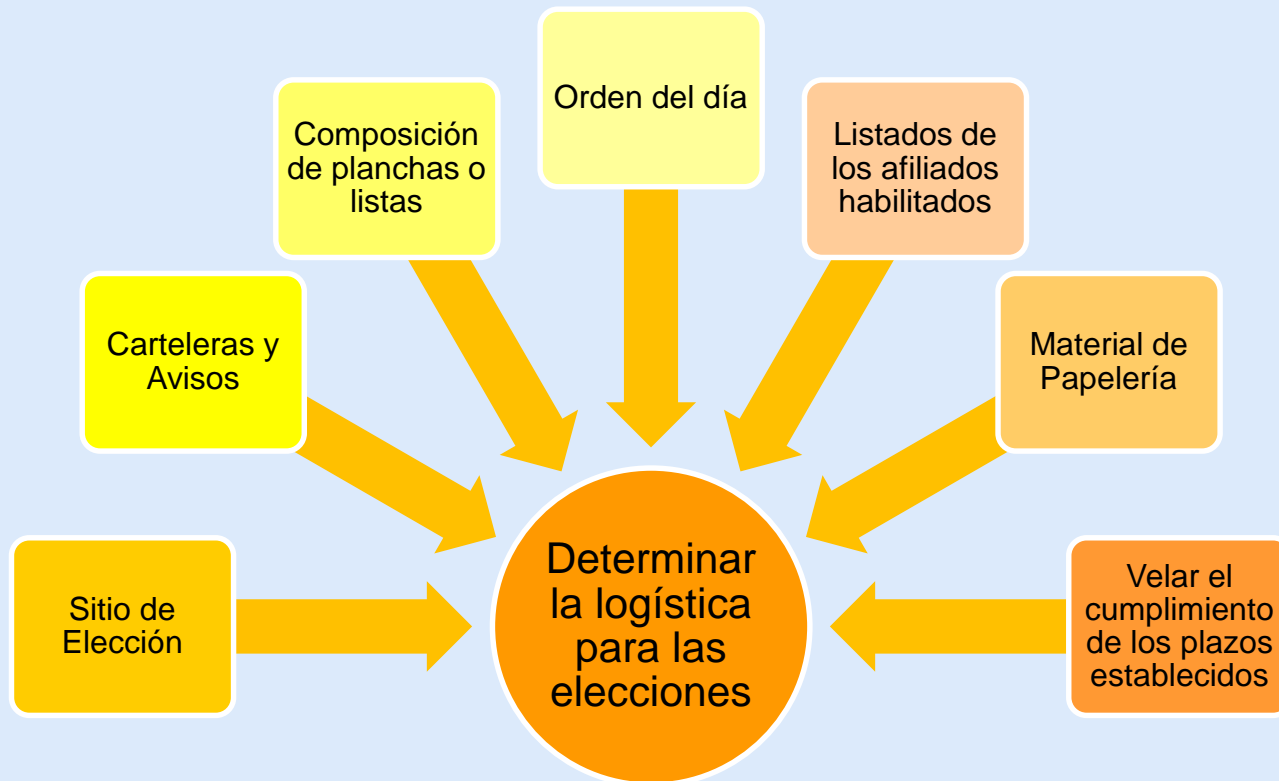 Orden del día
Composición
de planchas o
listas
Listados de
los afiliados
habilitados
Carteleras y
Avisos
Material de
Papelería
Sitio de
Elección
Determinar
la logística
para las
elecciones
Velar el
cumplimiento
de los plazos
establecidos